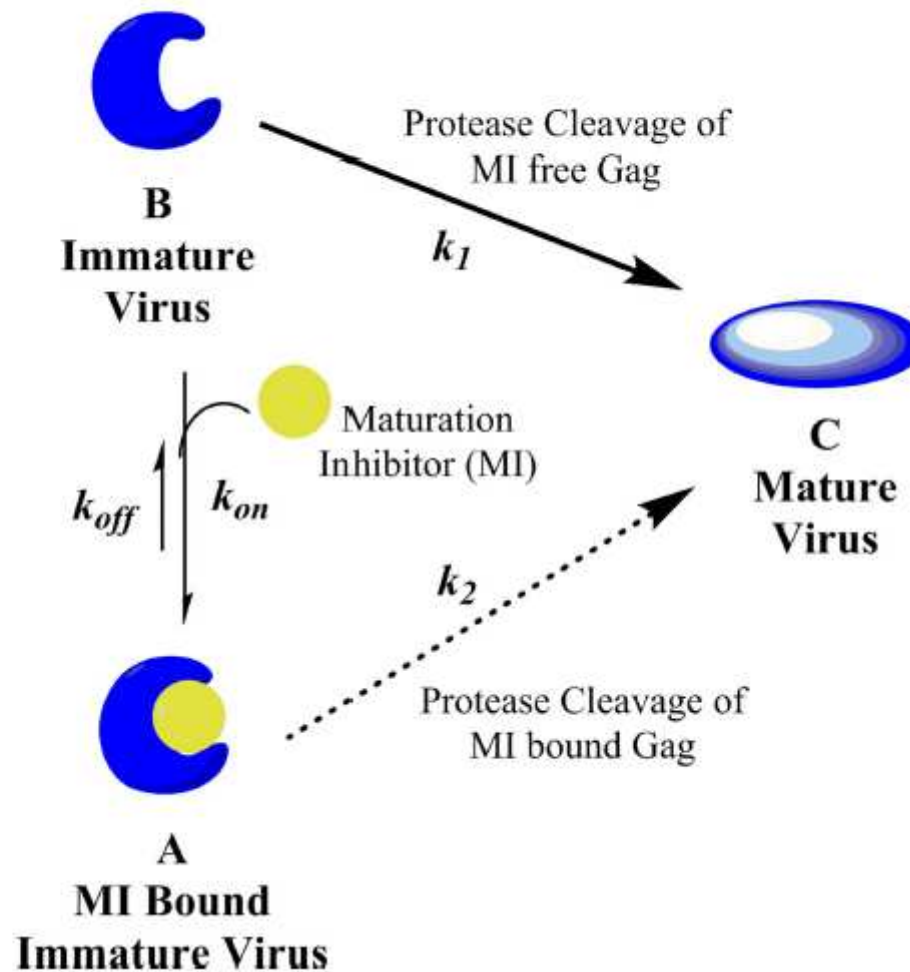 Protease Cleavage of
MI free Gag
B
Immature
Virus
k1
Maturation
Inhibitor (MI)
koff
kon
C
Mature
Virus
k2
Protease Cleavage of
MI bound Gag
A
MI Bound
Immature Virus